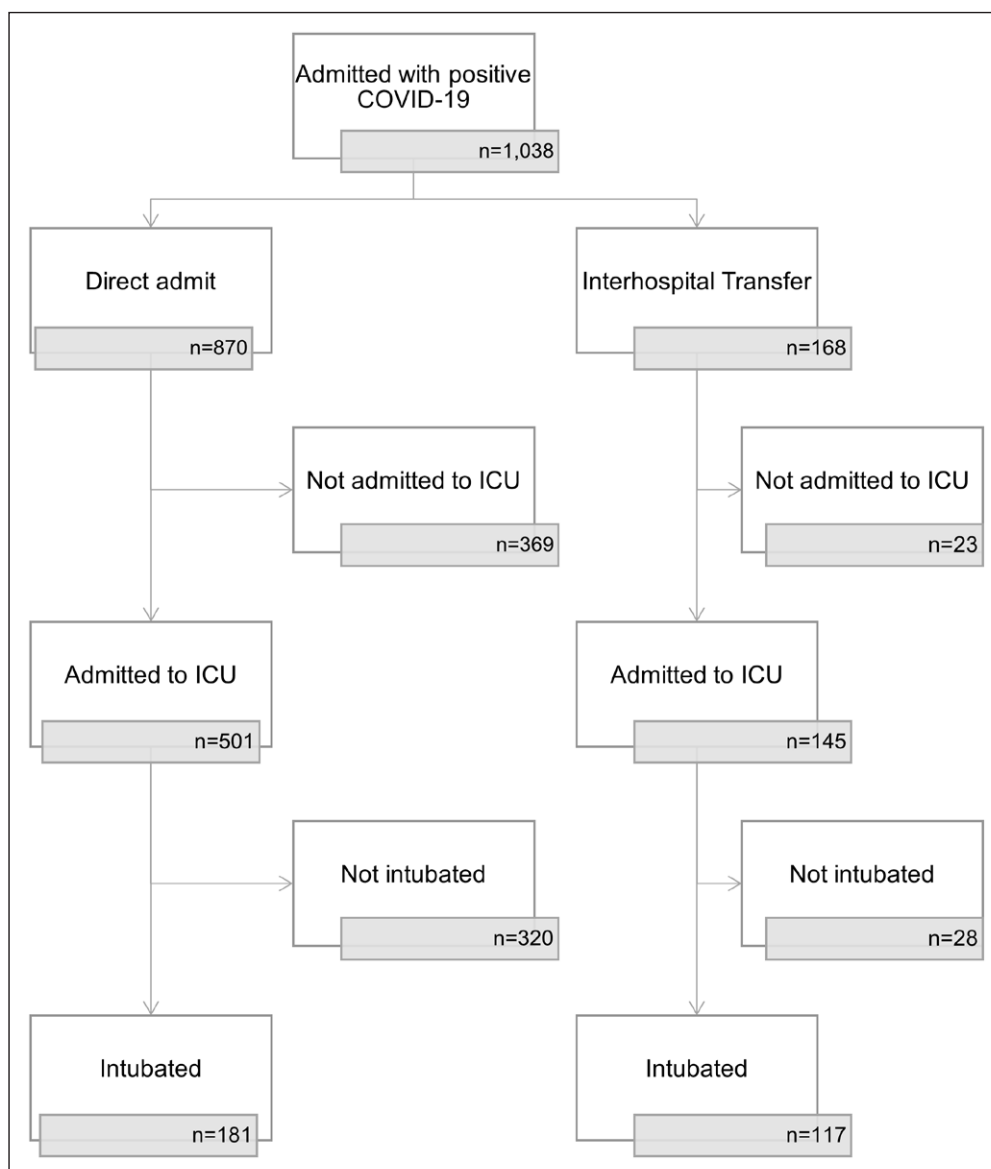 Admitted with positive
COVID-19
n=1,038
Direct admit
n=870
Interhospital Transfer
n=168
Not admitted to ICU
n=369
Not admitted to ICU
n=23
Admitted to ICU
n=501
Admitted to ICU
n=145
Not intubated
n=320
Not intubated
n=28
Intubated
n=181
Intubated
n=117